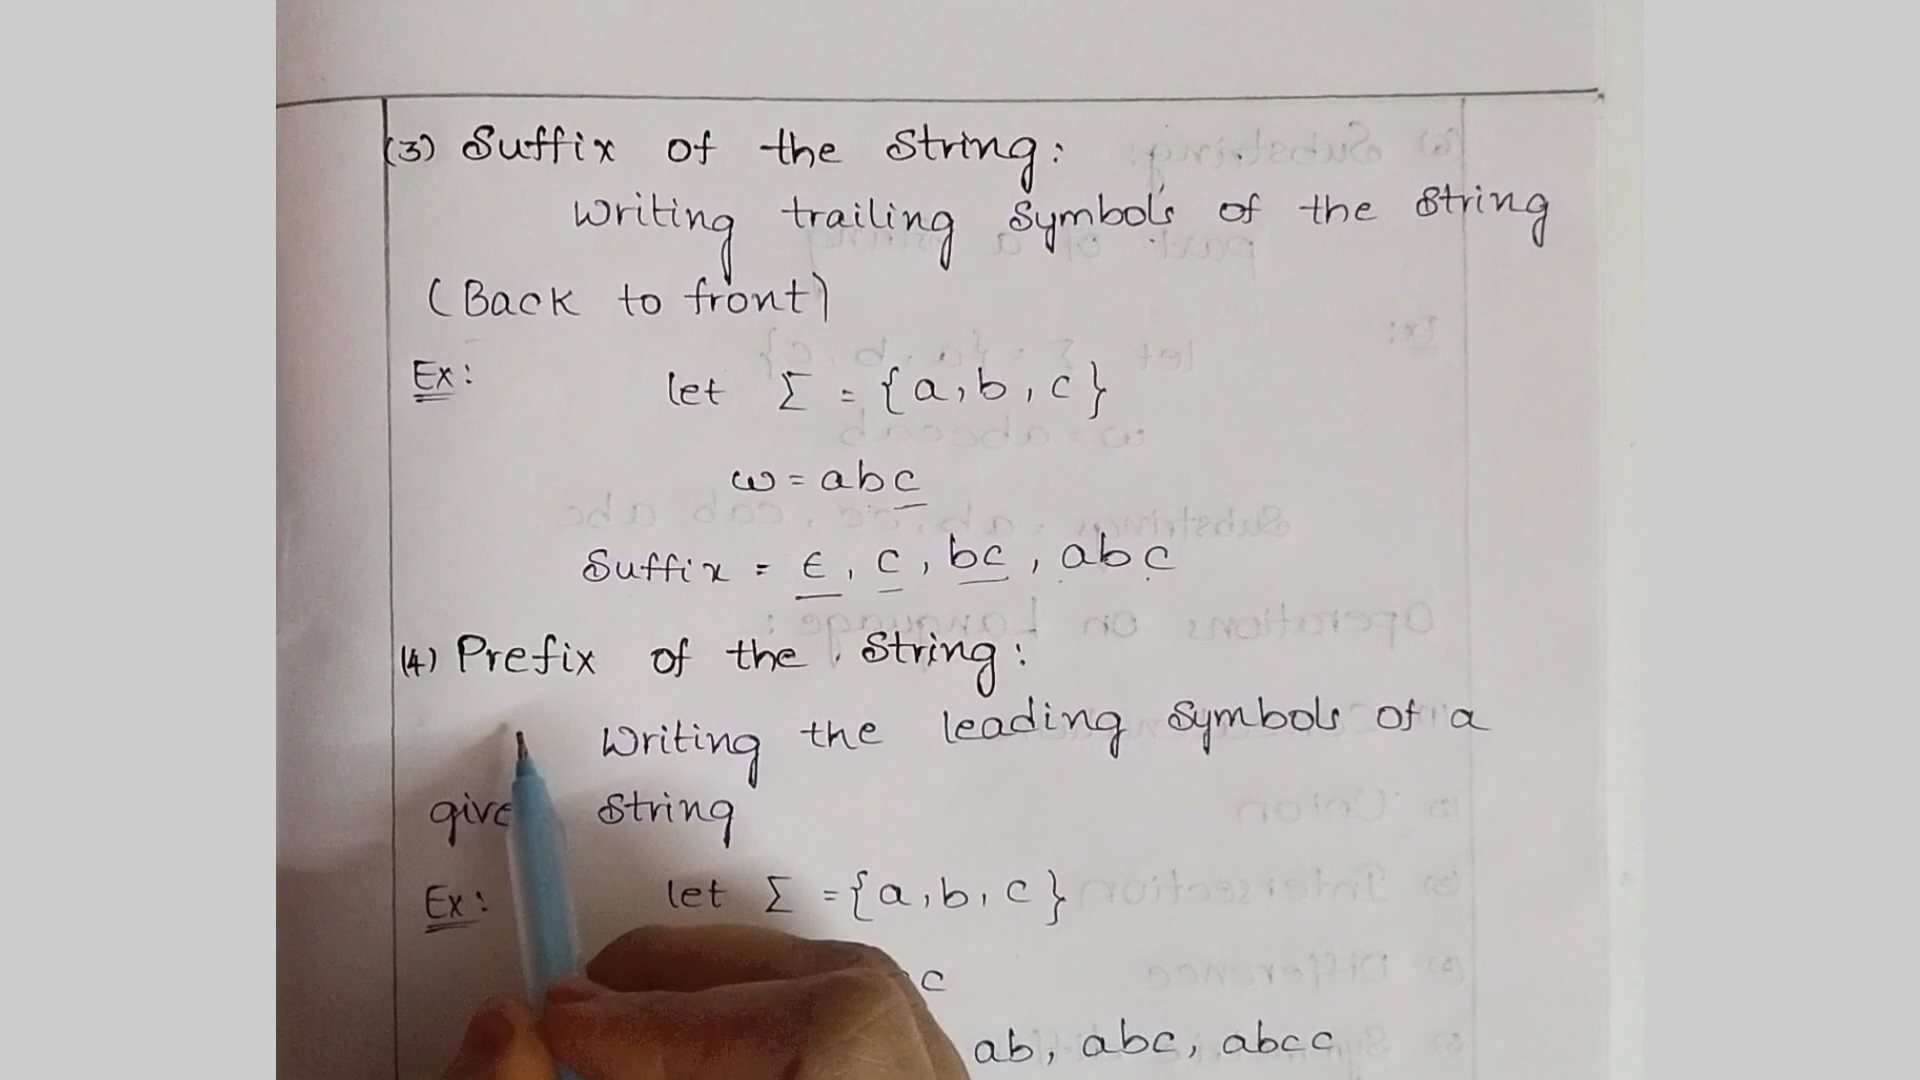 (3) Suffix of the String:
Writing trailing Symbols of the String
(Back to front)
Ex: let Σ = {a, b, c}
w = abc
Suffix = ε, c, bc, abc
(4) Prefix of the String:
Writing the leading Symbols of a
String
Ex: let Σ = {a, b, c}
c
ab, abc, abcc